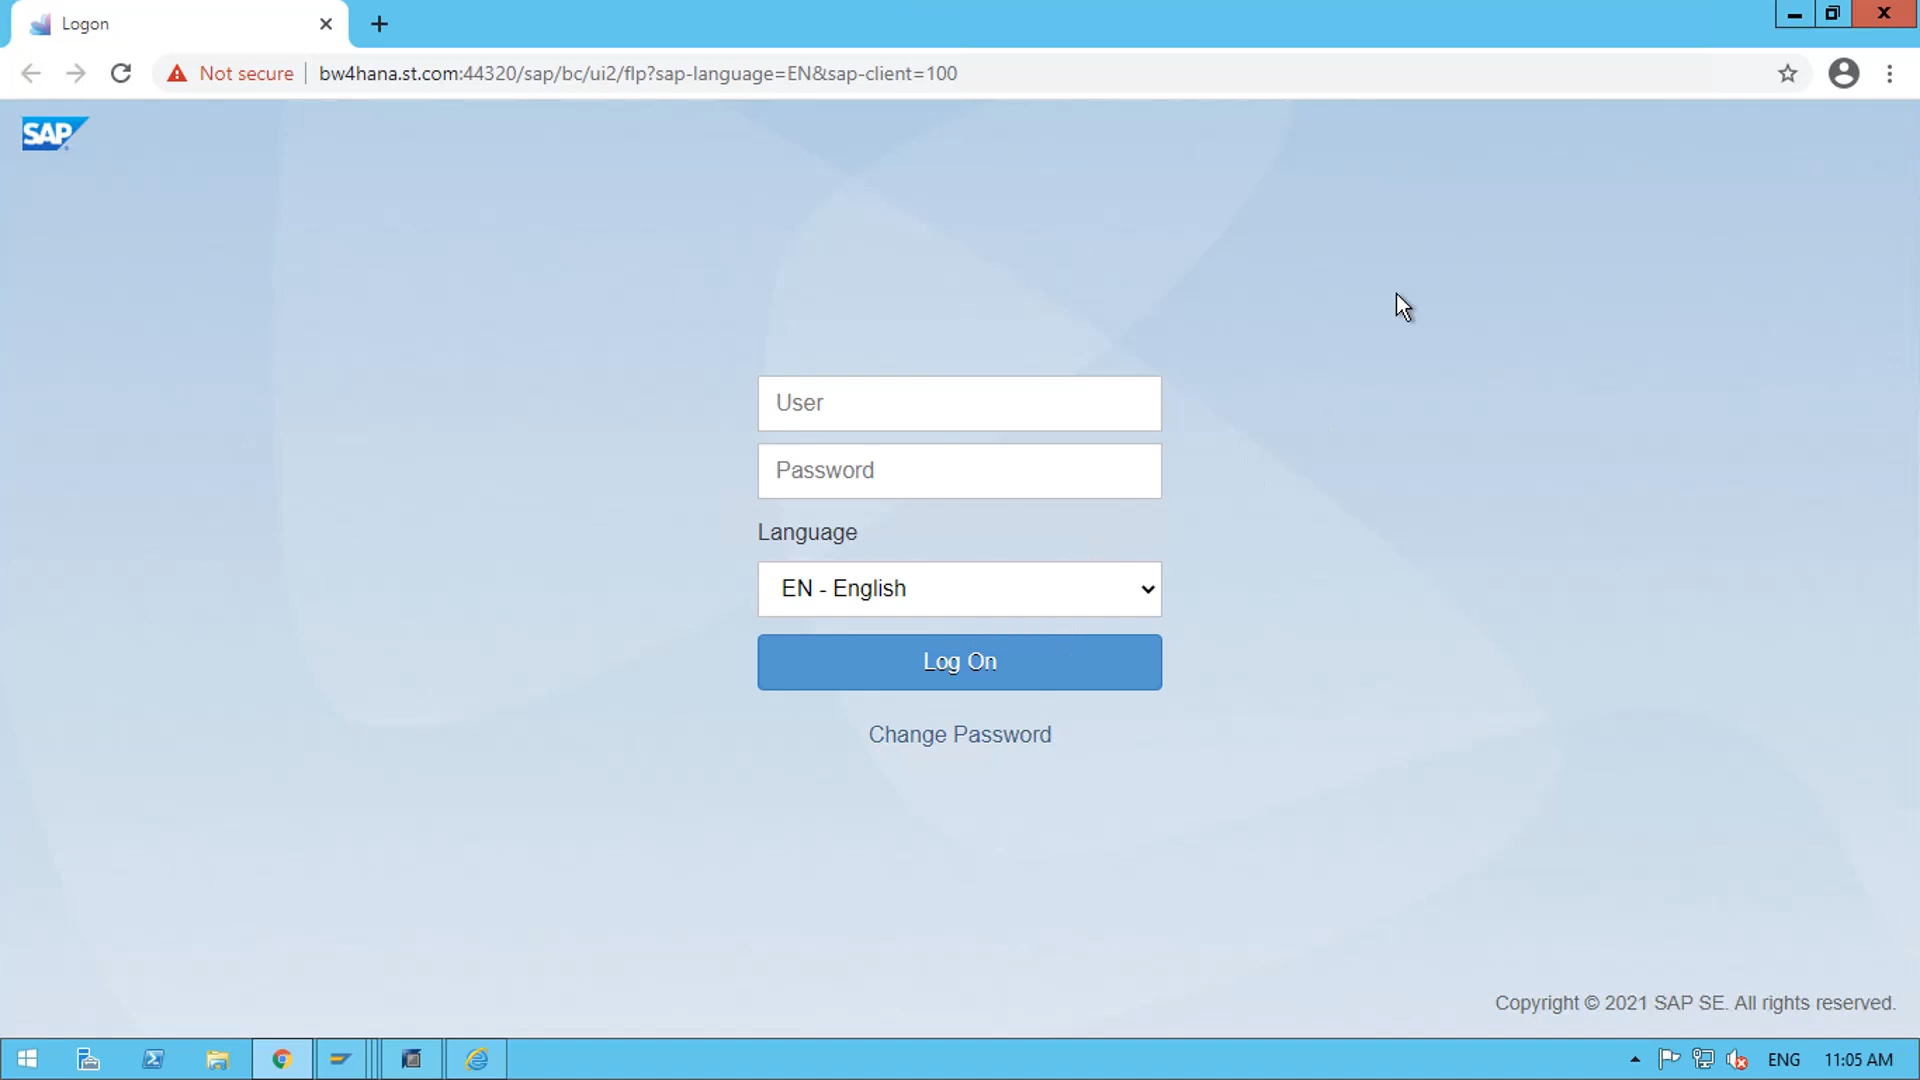 Logon
Not secure
bw4hana.st.com:44320/sap/bc/ui2/flp?sap-language=EN&sap-client=100
SAP
User
Password
Language
EN - English
Log On
Change Password
Copyright © 2021 SAP SE. All rights reserved.
ENG
11:05 AM